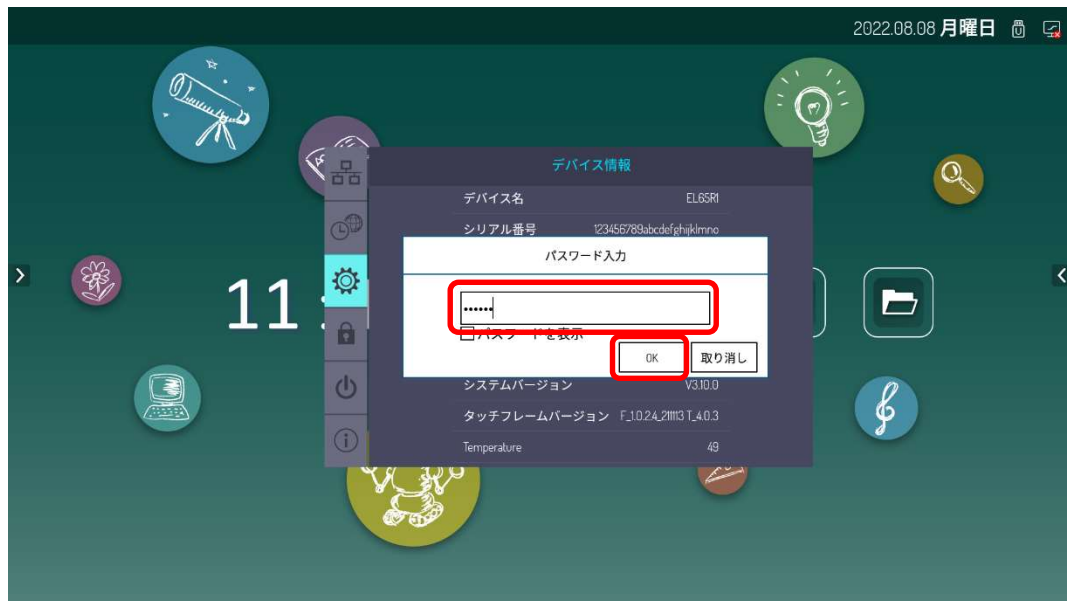 2022.08.08 月曜日
デバイス情報
デバイス名 EL65R1
シリアル番号 123456789abcdefghijklmno
パスワード入力
••••••
パスワードを表示
11 :
OK 取り消し
システムバージョン V3.10.0
タッチフレームバージョン F_1.0.2.4_211113 T_4.0.3
Temperature 49